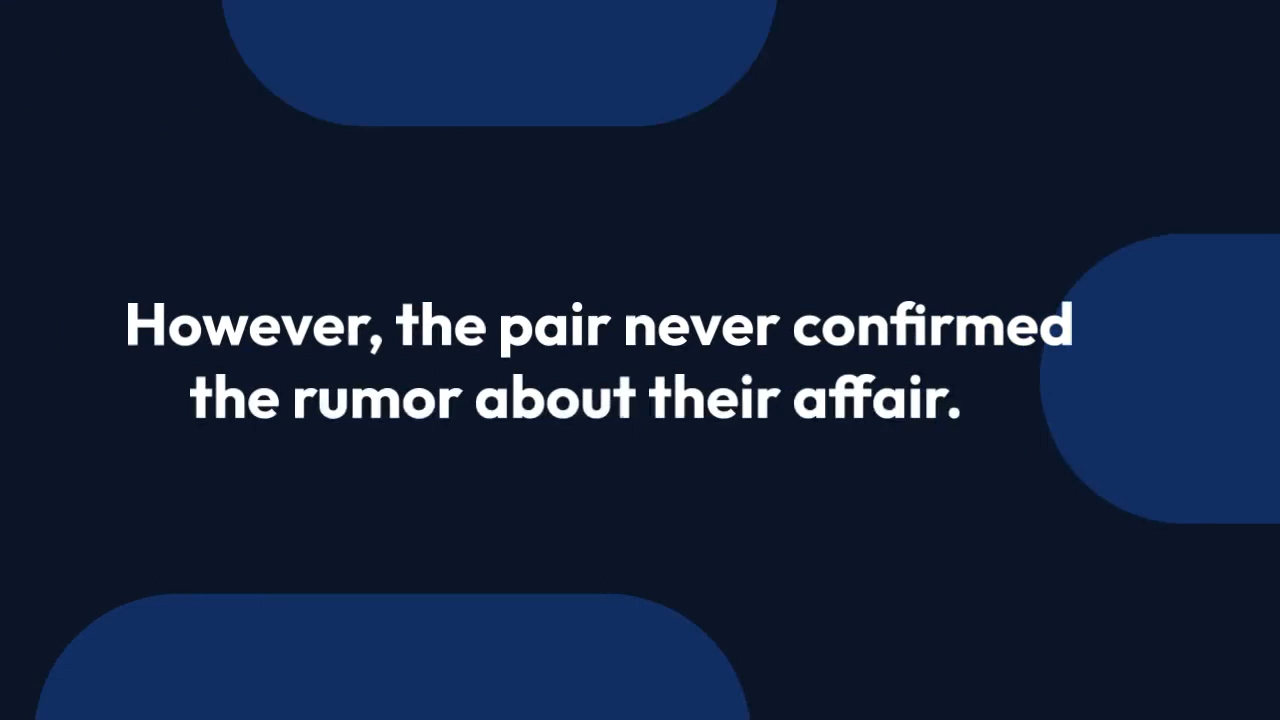 However, the pair never confirmed
the rumor about their affair.